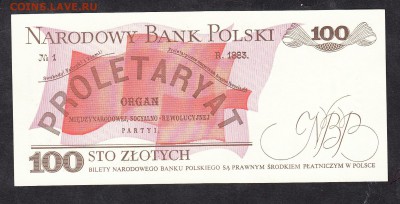 COINS.LAVE.RU
NARODOWY BANK POLSKI
100
№ 1
R. 1883.
PROLETARYAT
ORGAN
MIĘDZYNARODOWEJ, SOCYALNO-REWOLUCYJNEJ
PARTYI.
NBP
100 STO ZŁOTYCH
BILETY NARODOWEGO BANKU POLSKIEGO SĄ PRAWNYM ŚRODKIEM PŁATNICZYM W POLSCE